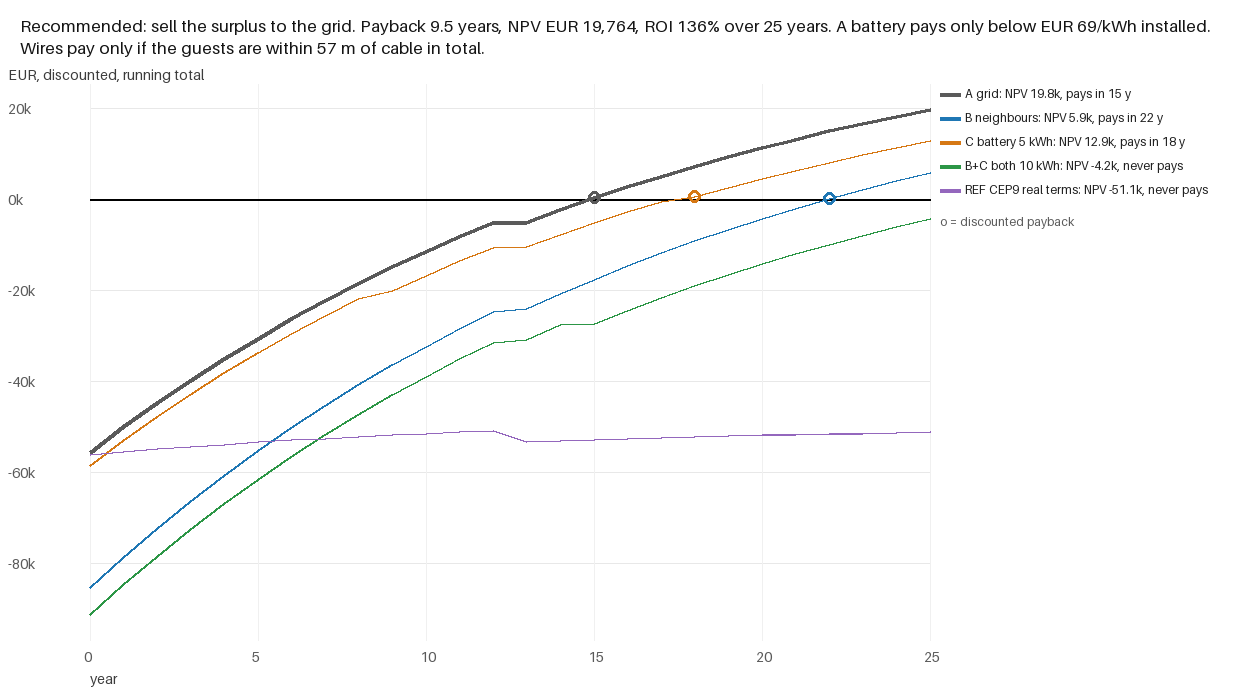 Recommended: sell the surplus to the grid. Payback 9.5 years, NPV EUR 19,764, ROI 136% over 25 years. A battery pays only below EUR 69/kWh installed.
Wires pay only if the guests are within 57 m of cable in total.
EUR, discounted, running total
A grid: NPV 19.8k, pays in 15 y
B neighbours: NPV 5.9k, pays in 22 y
C battery 5 kWh: NPV 12.9k, pays in 18 y
B+C both 10 kWh: NPV -4.2k, never pays
REF CEP9 real terms: NPV -51.1k, never pays
o = discounted payback
20k
0k
-20k
-40k
-60k
-80k
0 5 10 15 20 25
year